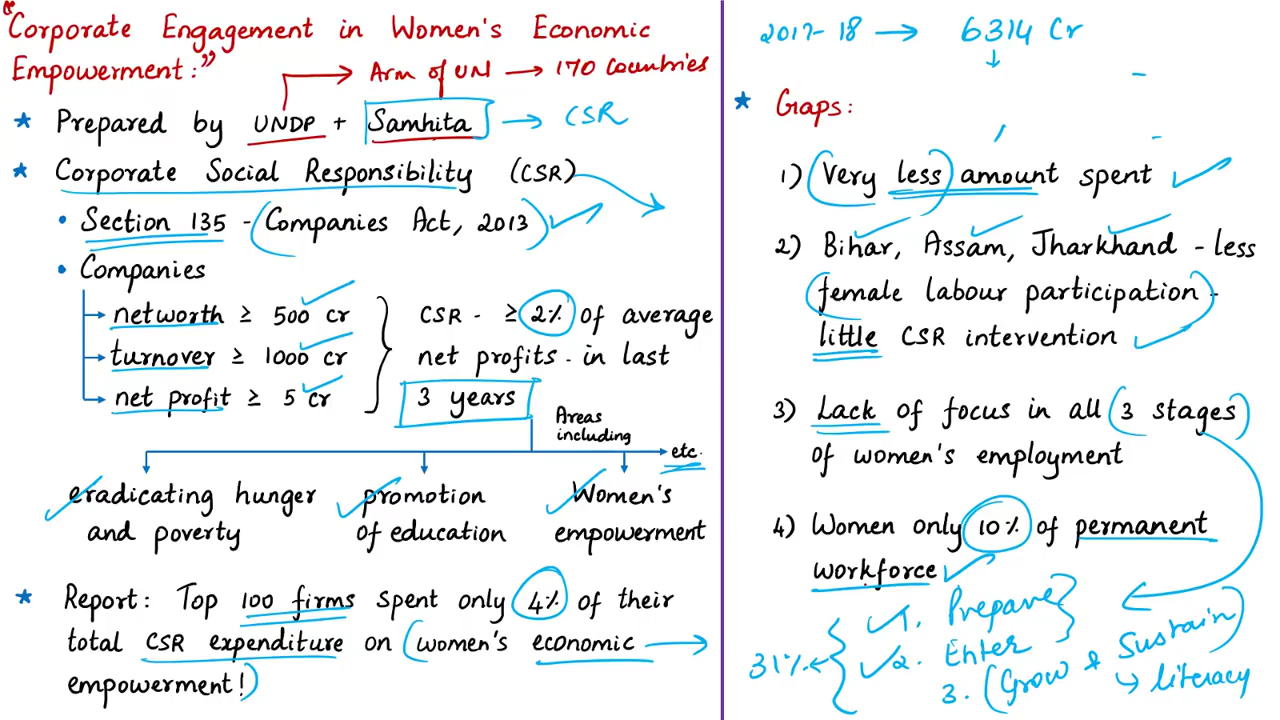 "Corporate Engagement in Women's Economic
Empowerment:"
Arm of UN → 170 Countries
* Prepared by UNDP + Samhita → CSR
* Corporate Social Responsibility (CSR)
• Section 135 - (Companies Act, 2013)
• Companies
networth ≥ 500 cr
turnover ≥ 1000 cr
net profit ≥ 5 cr
CSR - ≥ 2% of average
net profits - in last
3 years
Areas
including
etc.
eradicating hunger
and poverty
promotion
of education
Women's
empowerment
* Report: Top 100 firms spent only 4% of their
total CSR expenditure on (women's economic
empowerment!)
2017-18 → 6314 Cr
* Gaps:
1) (Very less) amount spent
2) Bihar, Assam, Jharkhand - less
(female labour participation) -
little CSR intervention
3) Lack of focus in all (3 stages)
of women's employment
4) Women only 10% of permanent
workforce
31%
1. Prepare
2. Enter
3. (Grow & Sustain)
→ literacy